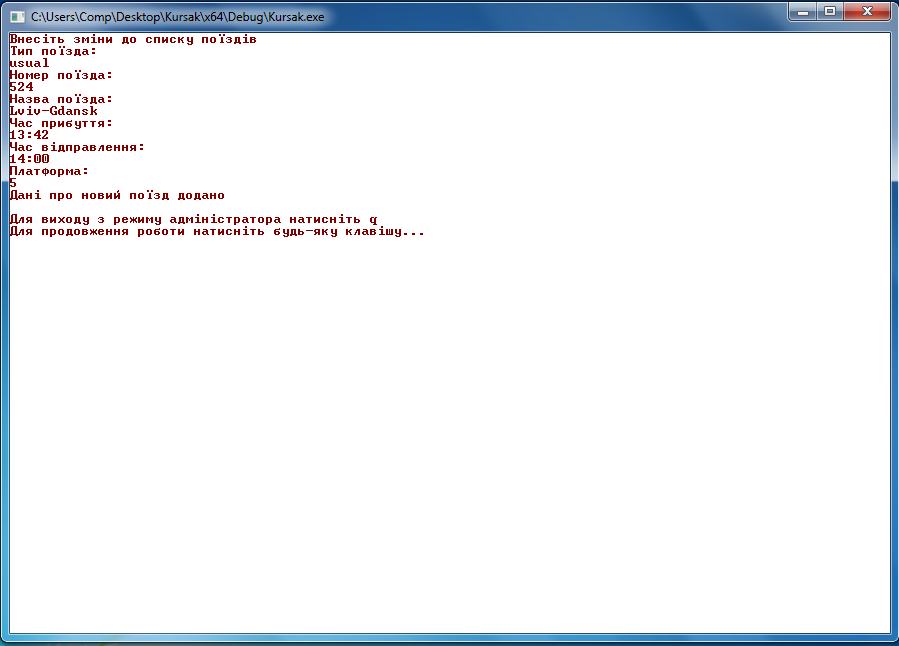 C:\Users\Comp\Desktop\Kursak\x64\Debug\Kursak.exe
Внесіть зміни до списку поїздів
Тип поїзда:
usual
Номер поїзда:
524
Назва поїзда:
Lviv-Gdansk
Час прибуття:
13:42
Час відправлення:
14:00
Платформа:
5
Дані про новий поїзд додано
Для виходу з режиму адміністратора натисніть q
Для продовження роботи натисніть будь-яку клавішу...